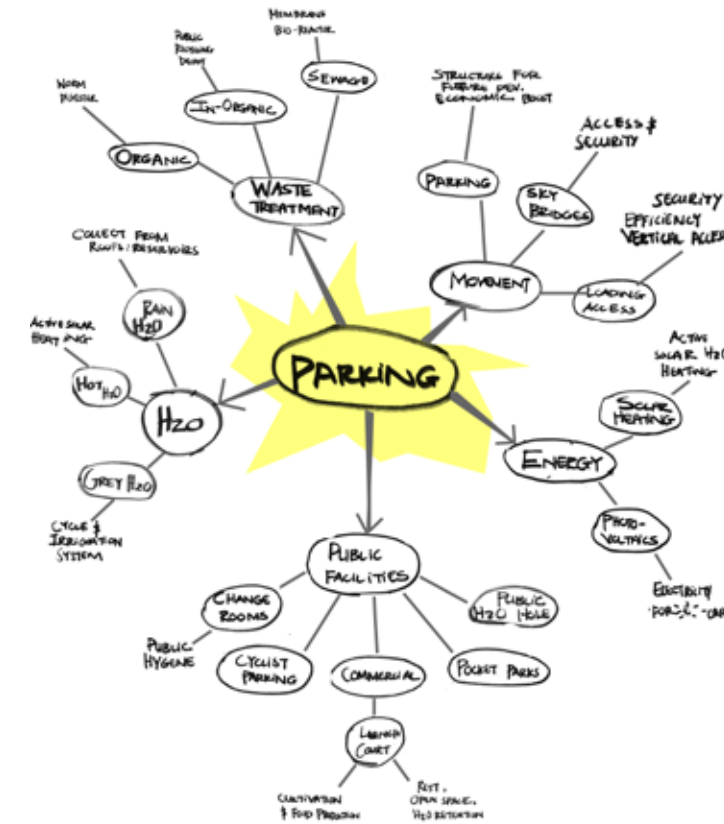 MEMBRANE
BIO-REACTOR
PUBLIC
SEWAGE
IN-ORGANIC
WORM
ORGANIC
WASTE
TREATMENT
STRUCTURE FOR
FUTURE DEV.
ECONOMIC BOOST
PARKING
ACCESS &
SECURITY
SKY
BRIDGES
SECURITY
EFFICIENCY
VERTICAL
MOVEMENT
LOADING
ACCESS
COLLECT FROM
ROOFS/RESERVOIRS
RAIN
H2O
ACTIVE SOLAR
HEATING
HOT H2O
H2O
GREY H2O
CYCLE &
IRRIGATION
SYSTEM
PARKING
ACTIVE
SOLAR H2O
HEATING
SOLAR
HEATING
ENERGY
PHOTO-
VOLTAICS
ELECTRICITY
PUBLIC
FACILITIES
CHANGE
ROOMS
PUBLIC
HYGENE
CYCLIST
PARKING
COMMERCIAL
PUBLIC
H2O HOLE
POCKET PARKS
COURT
CULTIVATION
& FOOD
OPEN SPACE,
H2O RETENTION